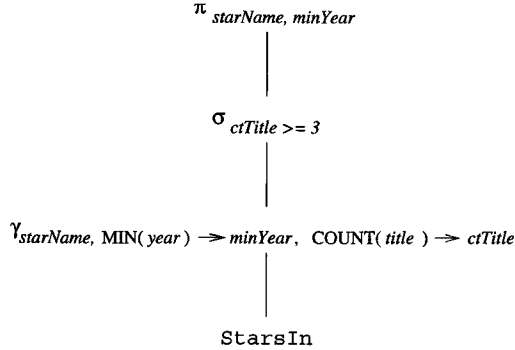 π starName, minYear
σ ctTitle >= 3
γ starName, MIN( year ) → minYear, COUNT( title ) → ctTitle
StarsIn